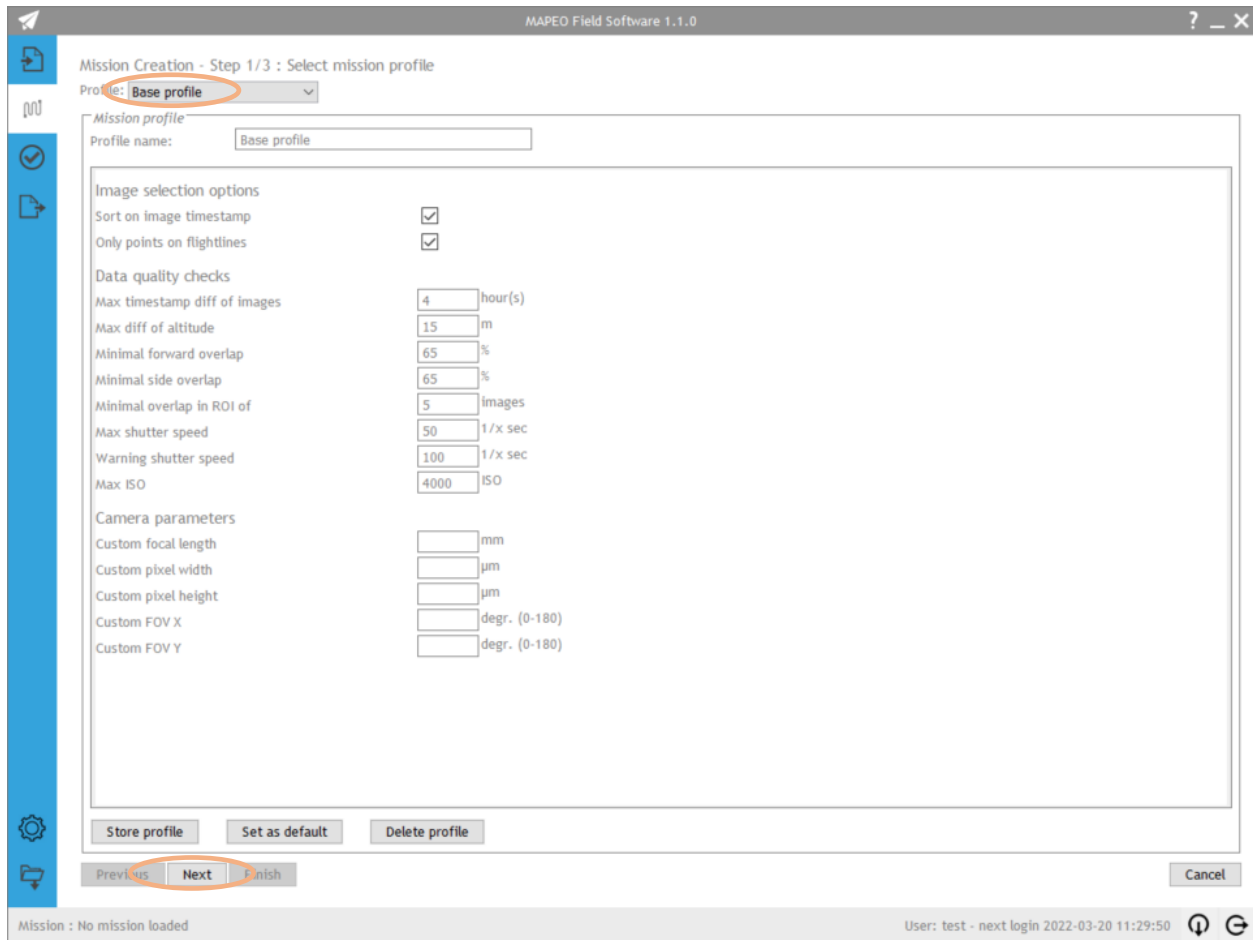 MAPEO Field Software 1.1.0 ?
Mission Creation - Step 1/3 : Select mission profile
Profile: Base profile
Mission profile
Profile name: Base profile
Image selection options
Sort on image timestamp
Only points on flightlines
Data quality checks
Max timestamp diff of images 4 hour(s)
Max diff of altitude 15 m
Minimal forward overlap 65 %
Minimal side overlap 65 %
Minimal overlap in ROI of 5 images
Max shutter speed 50 1/x sec
Warning shutter speed 100 1/x sec
Max ISO 4000 ISO
Camera parameters
Custom focal length mm
Custom pixel width µm
Custom pixel height µm
Custom FOV X degr. (0-180)
Custom FOV Y degr. (0-180)
Store profile Set as default Delete profile
Previous Next Finish Cancel
Mission : No mission loaded User: test - next login 2022-03-20 11:29:50